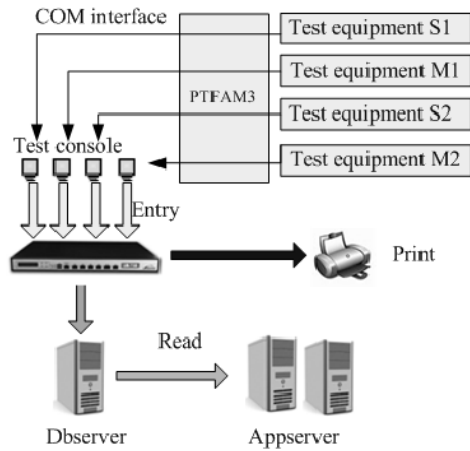 COM interface
Test equipment S1
Test equipment M1
PTIFAM3
Test equipment S2
Test console
Test equipment M2
Entry
Print
Read
Dbserver
Appserver